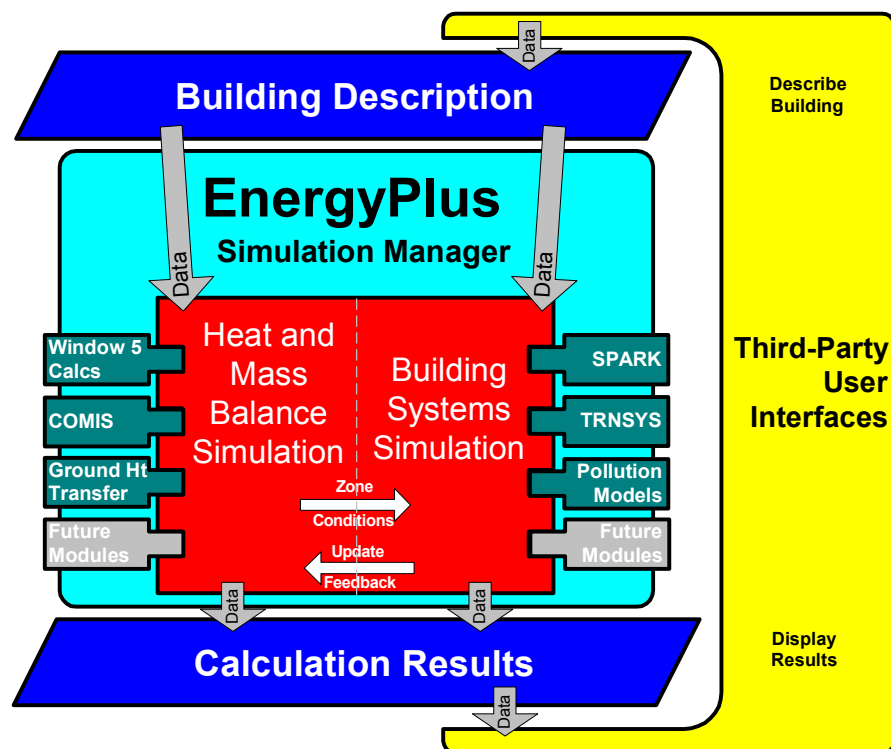 Data
Building Description
Describe
Building
EnergyPlus
Simulation Manager
Data
Data
Window 5
Calcs
COMIS
Ground Ht
Transfer
Future
Modules
Heat and
Mass
Balance
Simulation
Building
Systems
Simulation
Zone
Conditions
Update
Feedback
SPARK
TRNSYS
Pollution
Models
Future
Modules
Third-Party
User
Interfaces
Data
Data
Calculation Results
Display
Results
Data